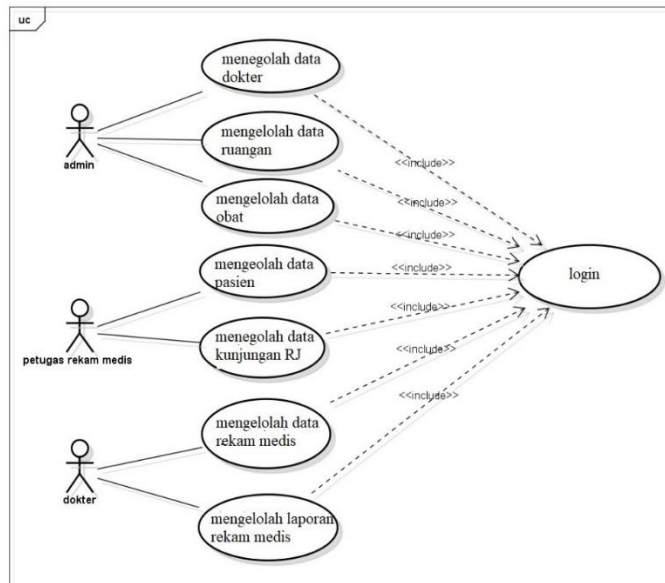 uc
menegolah data
dokter
mengelolah data
ruangan
admin
mengelolah data
obat
mengeolah data
pasien
menegolah data
kunjungan RJ
petugas rekam medis
mengelolah data
rekam medis
dokter
mengelolah laporan
rekam medis
<<include>>
<<include>>
<<include>>
<<include>>
<<include>>
<<include>>
<<include>>
login